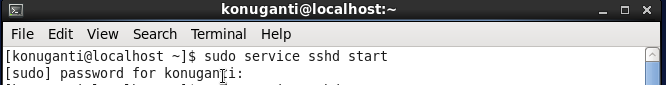 konuganti@localhost:~
File Edit View Search Terminal Help
[konuganti@localhost ~]$ sudo service sshd start
[sudo] password for konuganti: